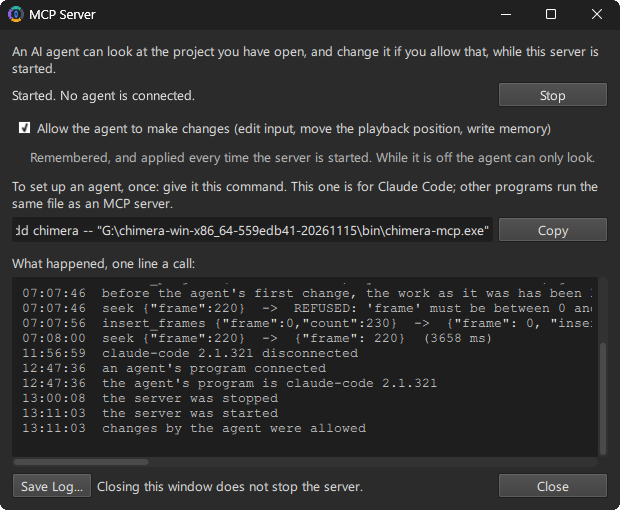 MCP Server
An AI agent can look at the project you have open, and change it if you allow that, while this server is
started.
Started. No agent is connected.
Stop
Allow the agent to make changes (edit input, move the playback position, write memory)
Remembered, and applied every time the server is started. While it is off the agent can only look.
To set up an agent, once: give it this command. This one is for Claude Code; other programs run the
same file as an MCP server.
dd chimera -- "G:\chimera-win-x86_64-559edb41-20261115\bin\chimera-mcp.exe"
Copy
What happened, one line a call:
07:07:46 before the agent's first change, the work as it was has been
07:07:46 seek {"frame":220} -> REFUSED: 'frame' must be between 0 and
07:07:56 insert_frames {"frame":0,"count":230} -> {"frame": 0, "inse
07:08:00 seek {"frame":220} -> {"frame": 220} (3658 ms)
11:56:59 claude-code 2.1.321 disconnected
12:47:36 an agent's program connected
12:47:36 the agent's program is claude-code 2.1.321
13:00:08 the server was stopped
13:11:03 the server was started
13:11:03 changes by the agent were allowed
Save Log...
Closing this window does not stop the server.
Close